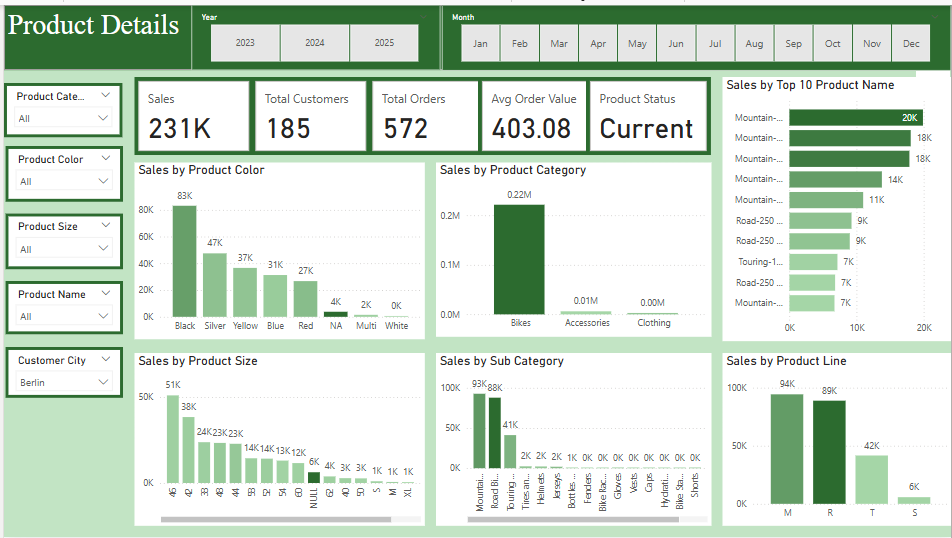 Product Details
Year
2023 2024 2025
Month
Jan Feb Mar Apr May Jun Jul Aug Sep Oct Nov Dec
Product Cate...
All
Product Color
All
Product Size
All
Product Name
All
Customer City
Berlin
Sales
231K
Total Customers
185
Total Orders
572
Avg Order Value
403.08
Product Status
Current
Sales by Product Color
80K
60K
40K
20K
0K
83K 47K 37K 31K 27K 4K 2K 0K
Black Silver Yellow Blue Red NA Multi White
Sales by Product Category
0.2M
0.1M
0.0M
0.22M 0.01M 0.00M
Bikes Accessories Clothing
Sales by Top 10 Product Name
Mountain-... 20K
Mountain-... 18K
Mountain-... 18K
Mountain-... 14K
Mountain-... 11K
Road-250 ... 9K
Road-250 ... 9K
Touring-1... 7K
Road-250 ... 7K
Mountain-... 7K
0K 10K 20K
Sales by Product Size
50K
0K
51K 38K 24K 23K 23K 14K 14K 13K 12K 6K 4K 3K 3K 1K 1K 1K
46 42 48 44 52 54 60 NULL 62 40 50 S M XL
Sales by Sub Category
100K
50K
0K
93K 88K 41K 2K 2K 2K 1K 0K 0K 0K 0K 0K 0K 0K 0K
Mountai... Road Bi... Touring ... Tires an... Helmets Jerseys Bottles ... Fenders Bike Rac... Gloves Vests Caps Hydrati... Bike Sta... Shorts
Sales by Product Line
100K
50K
0K
94K 89K 42K 6K
M R T S